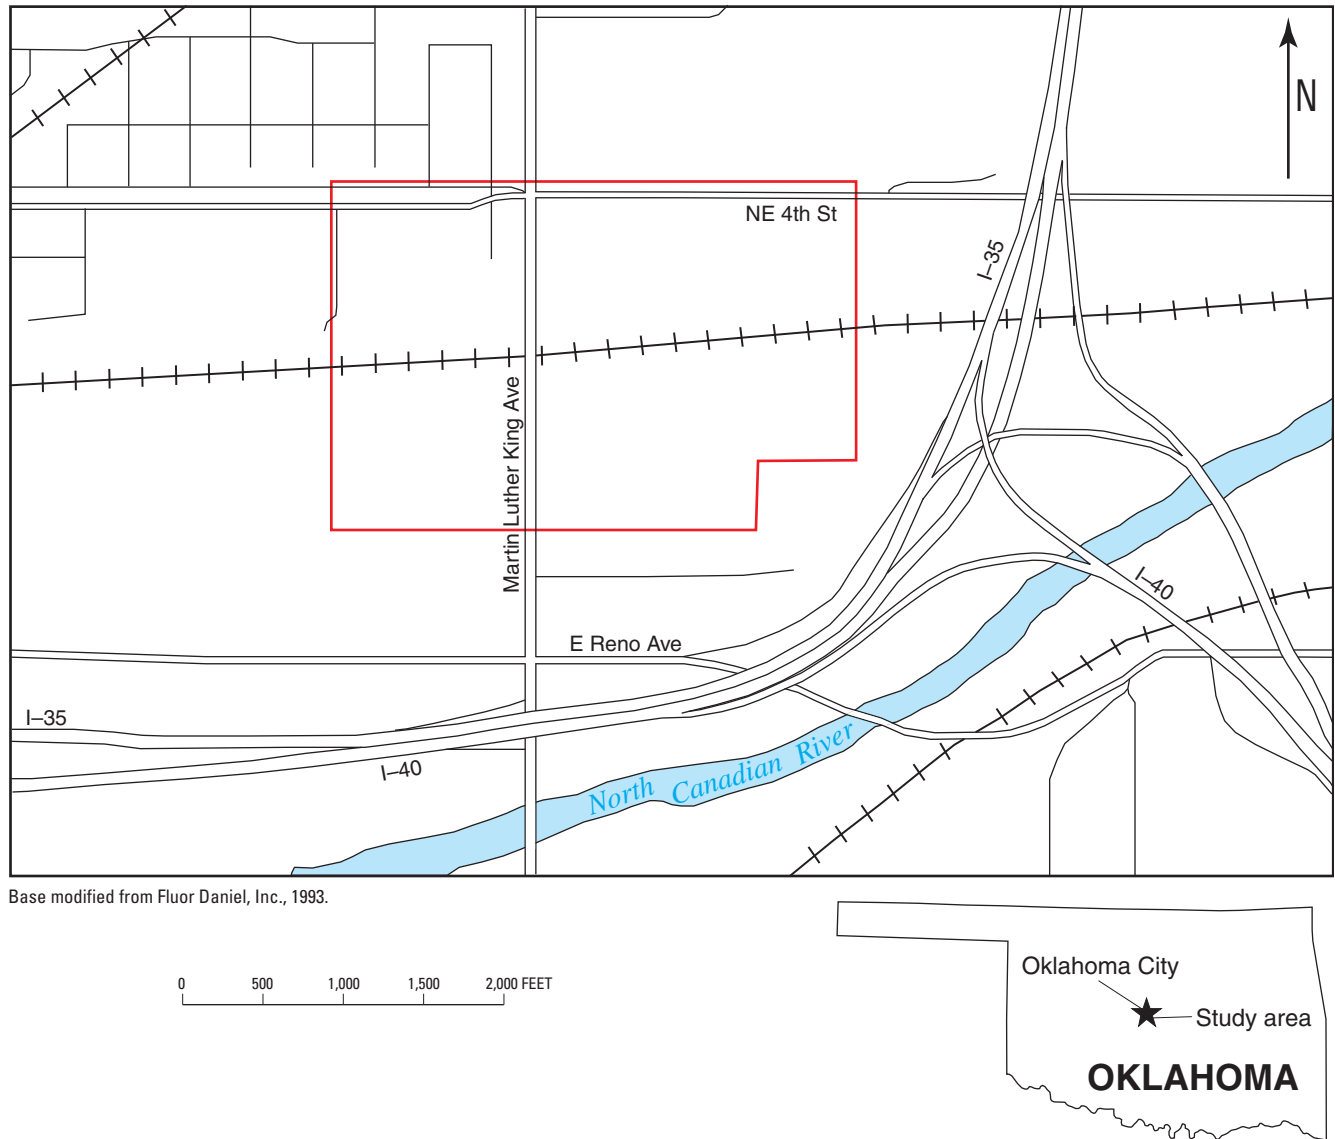 N
NE 4th St
I–35
Martin Luther King Ave
I–40
E Reno Ave
I–35
I–40
North Canadian River
Base modified from Fluor Daniel, Inc., 1993.
0 500 1,000 1,500 2,000 FEET
Oklahoma City
Study area
OKLAHOMA